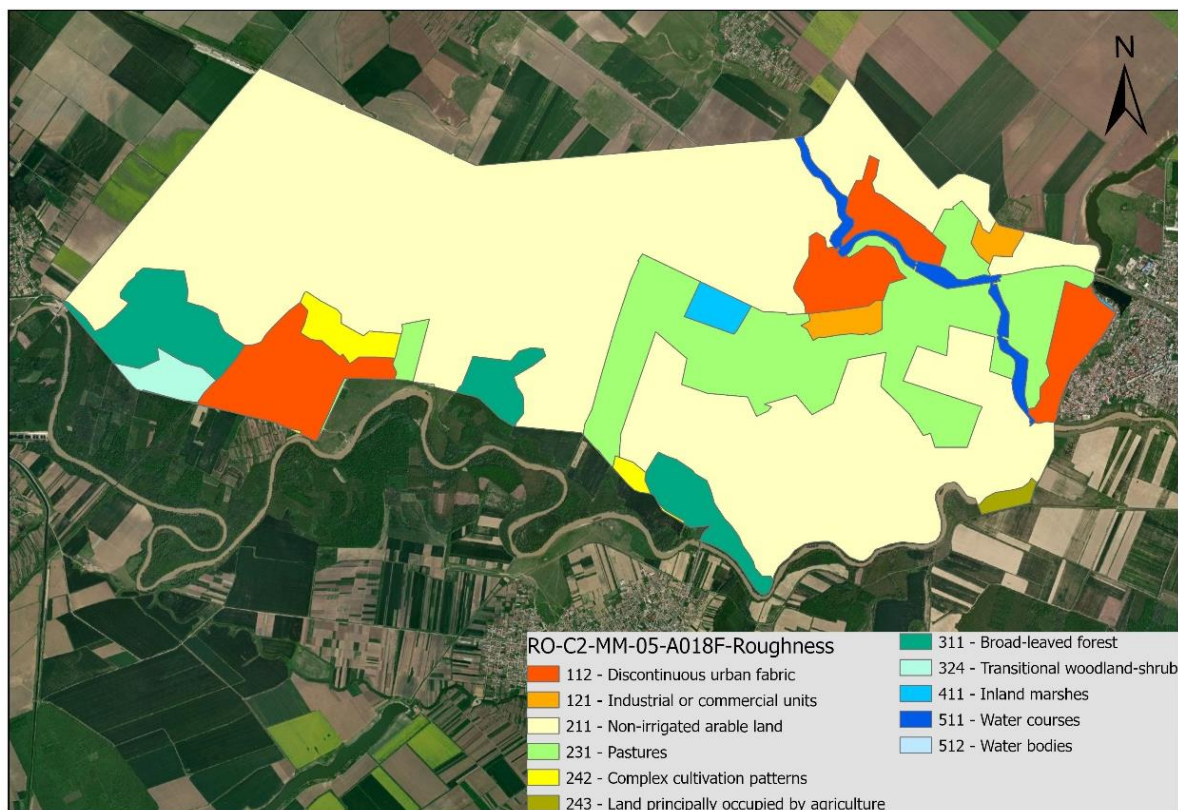 N
RO-C2-MM-05-A018F-Roughness
112 - Discontinuous urban fabric
121 - Industrial or commercial units
211 - Non-irrigated arable land
231 - Pastures
242 - Complex cultivation patterns
243 - Land principally occupied by agriculture
311 - Broad-leaved forest
324 - Transitional woodland-shrub
411 - Inland marshes
511 - Water courses
512 - Water bodies